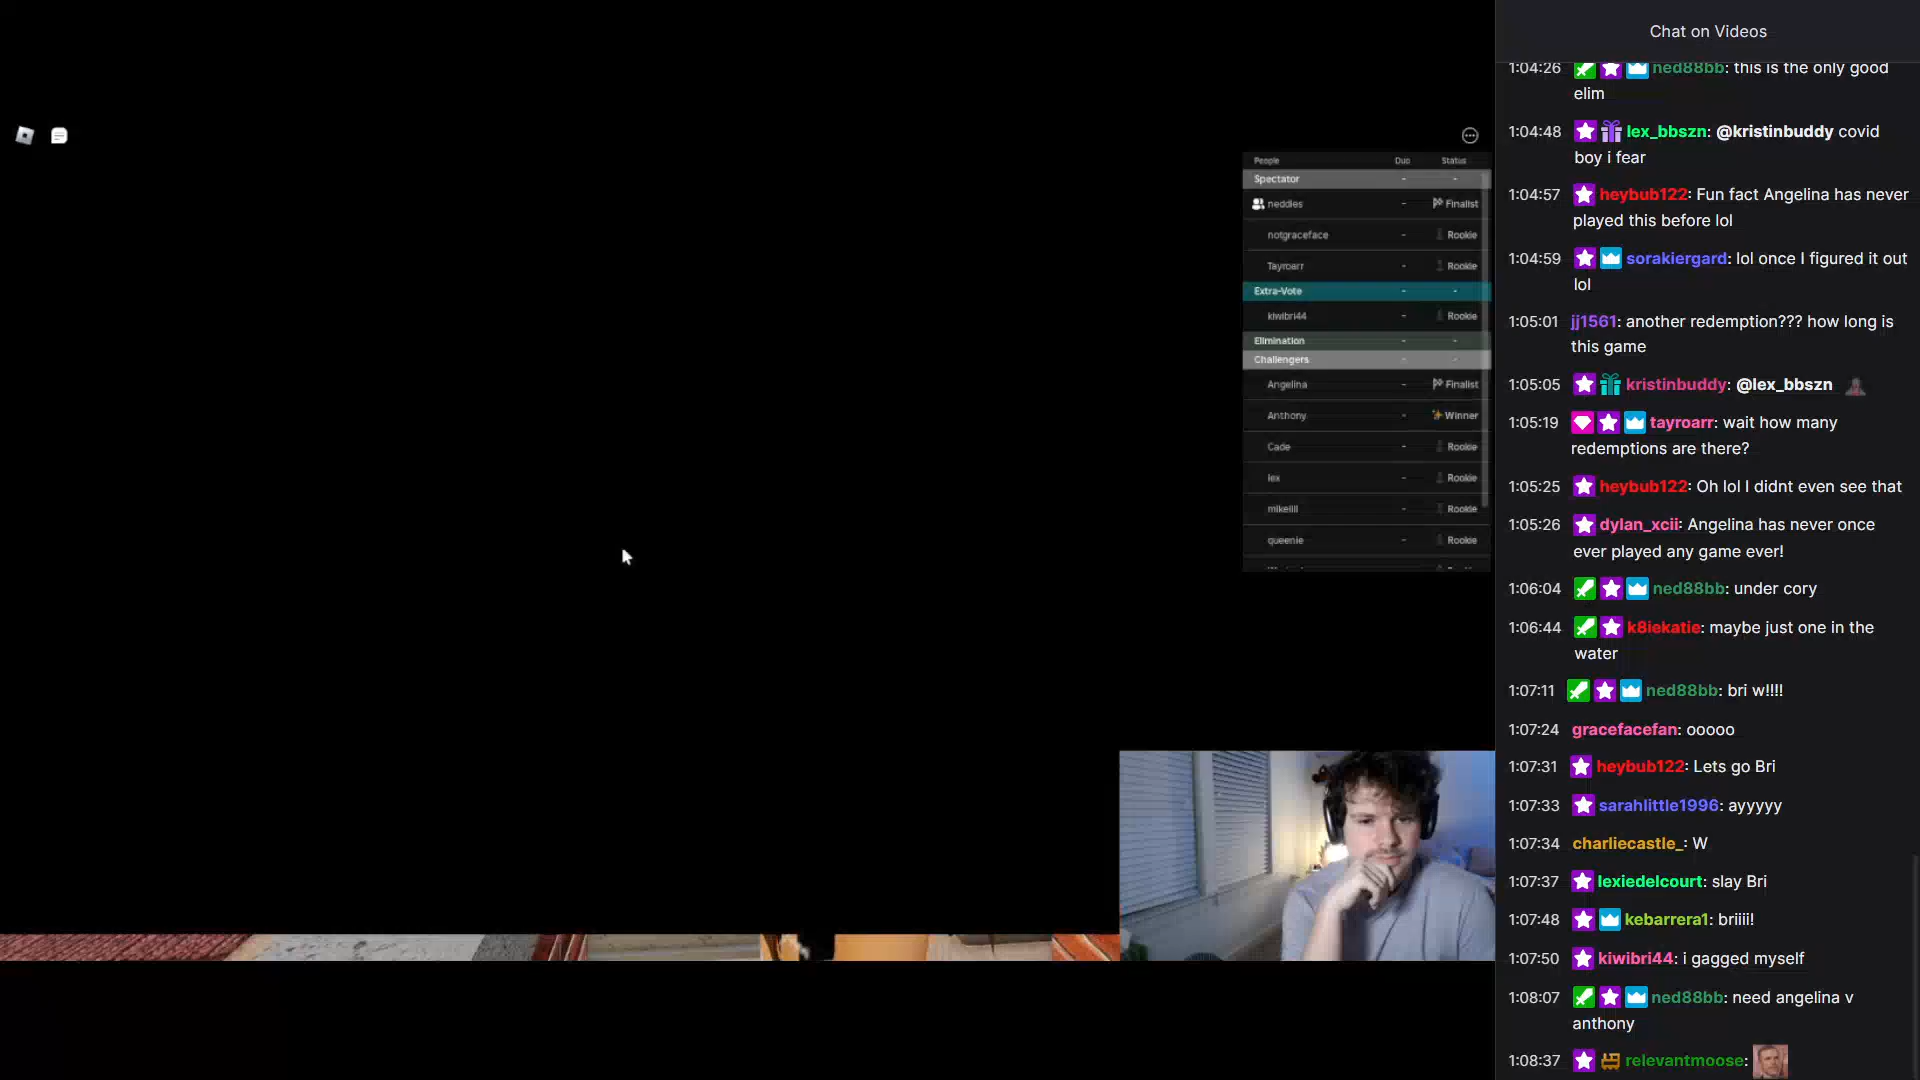 Chat on Videos
1:04:26 ned88bb: this is the only good
elim
1:04:48 lex_bbszn: @kristinbuddy covid
boy i fear
1:04:57 heybub122: Fun fact Angelina has never
played this before lol
1:04:59 sorakiergard: lol once I figured it out
lol
1:05:01 jj1561: another redemption??? how long is
this game
1:05:05 kristinbuddy: @lex_bbszn
1:05:19 tayroarr: wait how many
redemptions are there?
1:05:25 heybub122: Oh lol I didnt even see that
1:05:26 dylan_xcii: Angelina has never once
ever played any game ever!
1:06:04 ned88bb: under cory
1:06:44 k8iekatie: maybe just one in the
water
1:07:11 ned88bb: bri w!!!!
1:07:24 gracefacefan: ooooo
1:07:31 heybub122: Lets go Bri
1:07:33 sarahlittle1996: ayyyyy
1:07:34 charliecastle_: W
1:07:37 lexiedelcourt: slay Bri
1:07:48 kebarrera1: briiii!
1:07:50 kiwibri44: i gagged myself
1:08:07 ned88bb: need angelina v
anthony
1:08:37 relevantmoose:
People Duo Status
Spectator - -
neddles - Finalist
notgraceface - Rookie
Tayroarr - Rookie
Extra-Vote - -
kiwibri44 - Rookie
Elimination - -
Challengers - -
Angelina - Finalist
Anthony - Winner
Cade - Rookie
lex - Rookie
- Rookie
queenie - Rookie